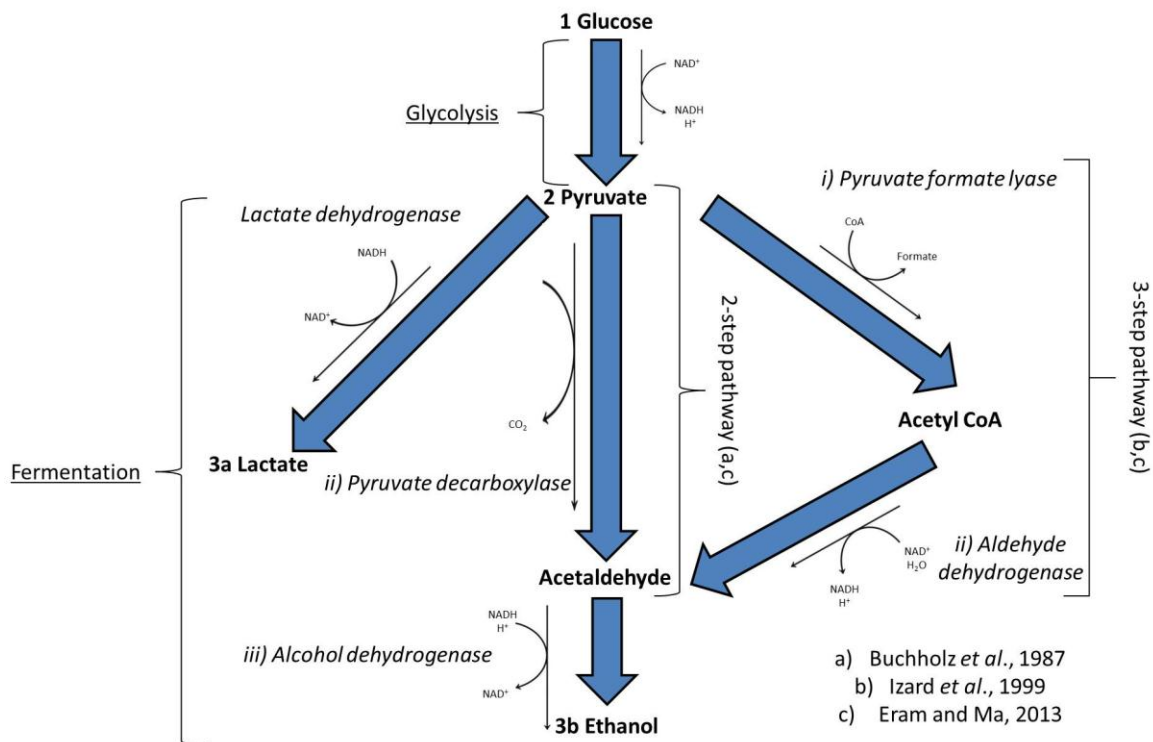 1 Glucose
NAD⁺
NADH
H⁺
Glycolysis
2 Pyruvate
i) Pyruvate formate lyase
Lactate dehydrogenase
CoA
Formate
NADH
NAD⁺
2-step pathway (a,c)
3-step pathway (b,c)
CO₂
Acetyl CoA
3a Lactate
Fermentation
ii) Pyruvate decarboxylase
NAD⁺
H₂O
NADH
H⁺
ii) Aldehyde
dehydrogenase
Acetaldehyde
NADH
H⁺
iii) Alcohol dehydrogenase
NAD⁺
3b Ethanol
a) Buchholz et al., 1987
b) Izard et al., 1999
c) Eram and Ma, 2013